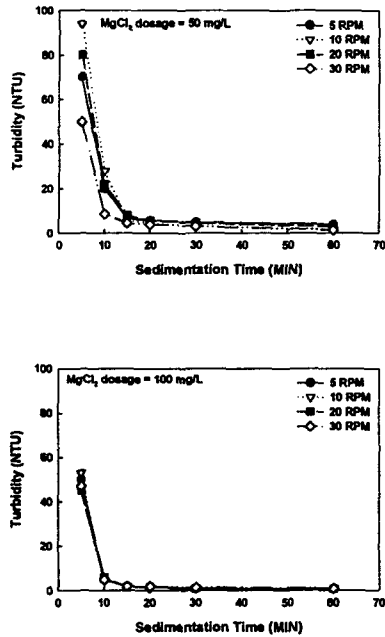 MgCl₂ dosage = 50 mg/L
5 RPM
10 RPM
20 RPM
30 RPM
Turbidity (NTU)
100
80
60
40
20
0
0 10 20 30 40 50 60 70
Sedimentation Time (MIN)
MgCl₂ dosage = 100 mg/L
5 RPM
10 RPM
20 RPM
30 RPM
Turbidity (NTU)
100
80
60
40
20
0
0 10 20 30 40 50 60 70
Sedimentation Time (MIN)